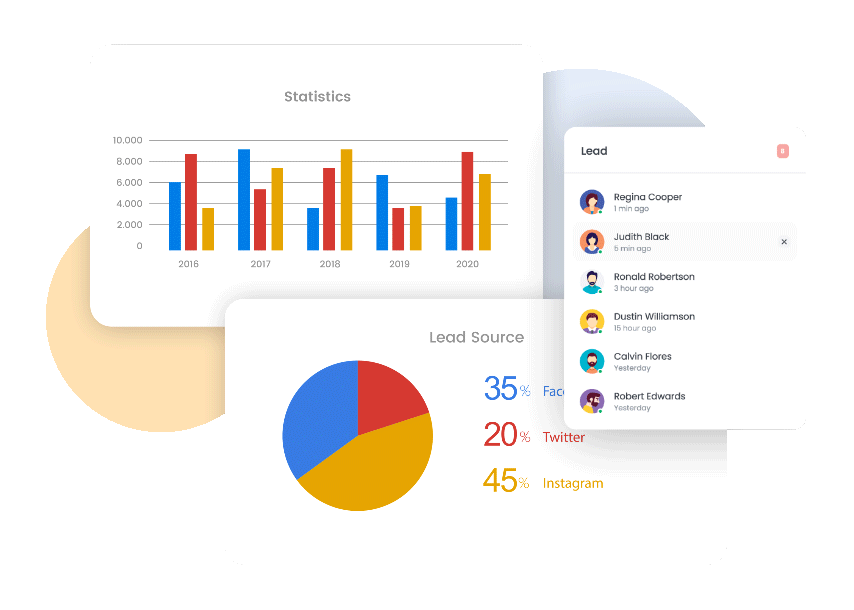 Statistics
10.000
8.000
6.000
4.000
2.000
0
2016 2017 2018 2019 2020
Lead Source
35%
20% Twitter
45% Instagram
Lead
Regina Cooper
1 min ago
Judith Black
5 min ago
×
Ronald Robertson
3 hour ago
Dustin Williamson
15 hour ago
Calvin Flores
Yesterday
Robert Edwards
Yesterday